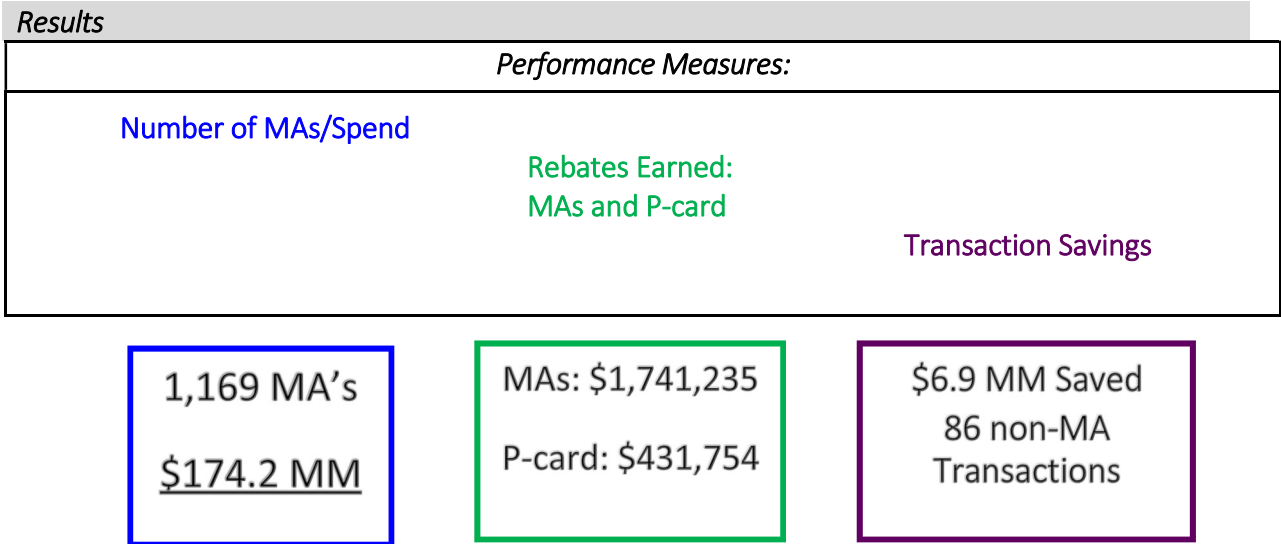 Results
Performance Measures:
Number of MAs/Spend
Rebates Earned:
MAs and P-card
Transaction Savings
1,169 MA’s
$174.2 MM
MAs: $1,741,235
P-card: $431,754
$6.9 MM Saved
86 non-MA
Transactions